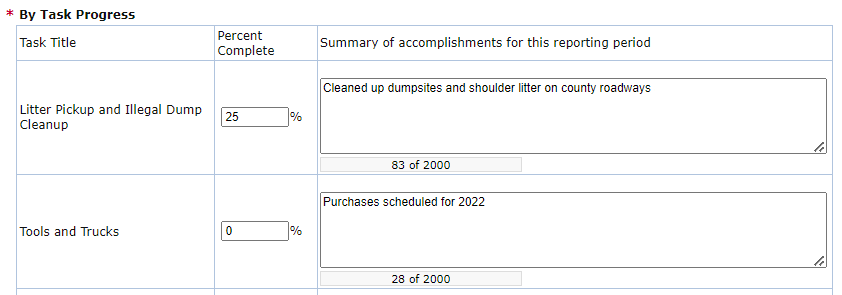 * By Task Progress
Task Title
Percent
Complete
Summary of accomplishments for this reporting period
Litter Pickup and Illegal Dump
Cleanup
25 %
Cleaned up dumpsites and shoulder litter on county roadways
83 of 2000
Tools and Trucks
0 %
Purchases scheduled for 2022
28 of 2000